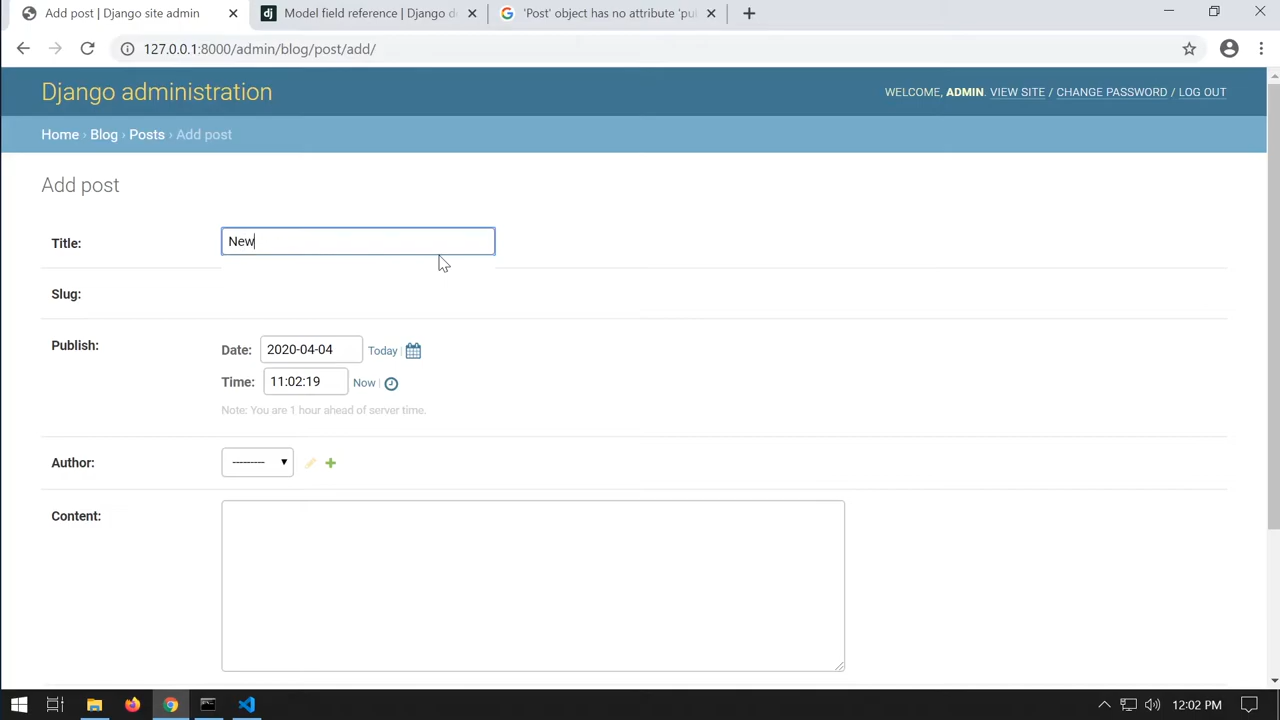 Add post | Django site admin
Model field reference | Django d
'Post' object has no attribute 'pu
127.0.0.1:8000/admin/blog/post/add/
Django administration
WELCOME, ADMIN. VIEW SITE / CHANGE PASSWORD / LOG OUT
Home › Blog › Posts › Add post
Add post
Title:
New
Slug:
Publish:
Date: 2020-04-04 Today |
Time: 11:02:19 Now |
Note: You are 1 hour ahead of server time.
Author:
---------
Content:
12:02 PM